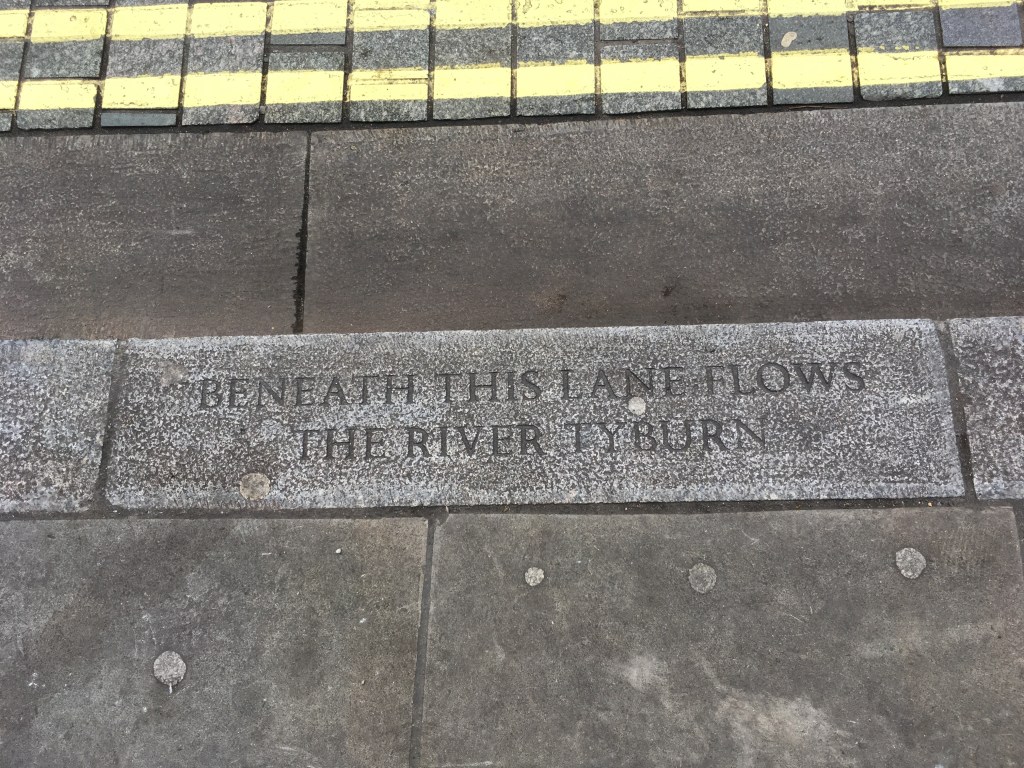 BENEATH THIS LANE FLOWS
THE RIVER TYBURN